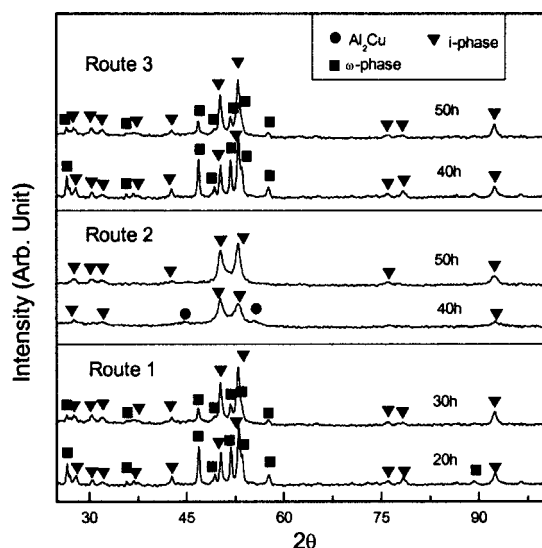 Route 3
● Al₂Cu ▼ i-phase
■ ω-phase
50h
40h
Route 2
50h
40h
Route 1
30h
20h
Intensity (Arb. Unit)
30 45 60 75 90
2θ